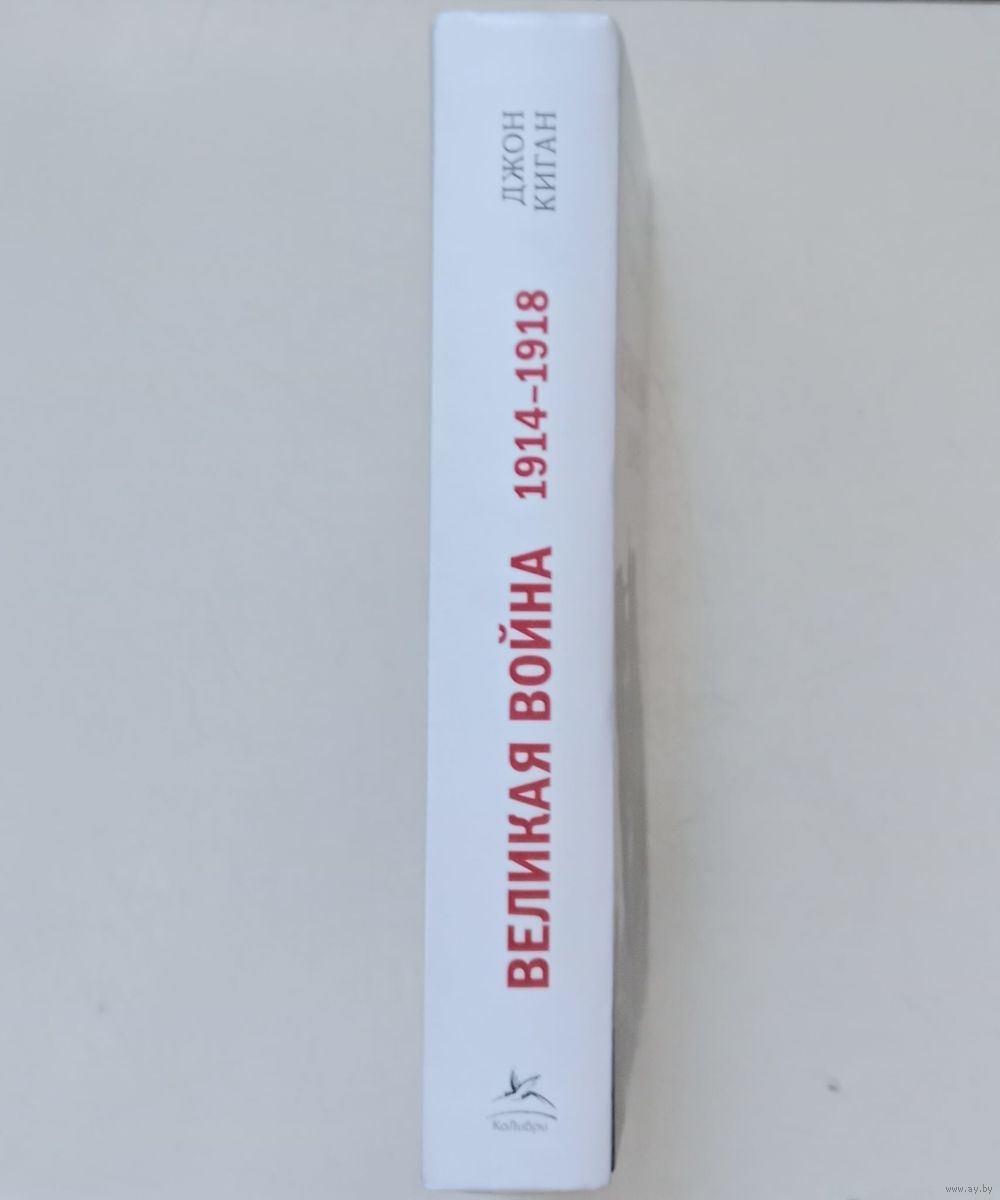 ДЖОН
КИГАН
ВЕЛИКАЯ ВОЙНА 1914–1918
КоЛибри
www.ay.by